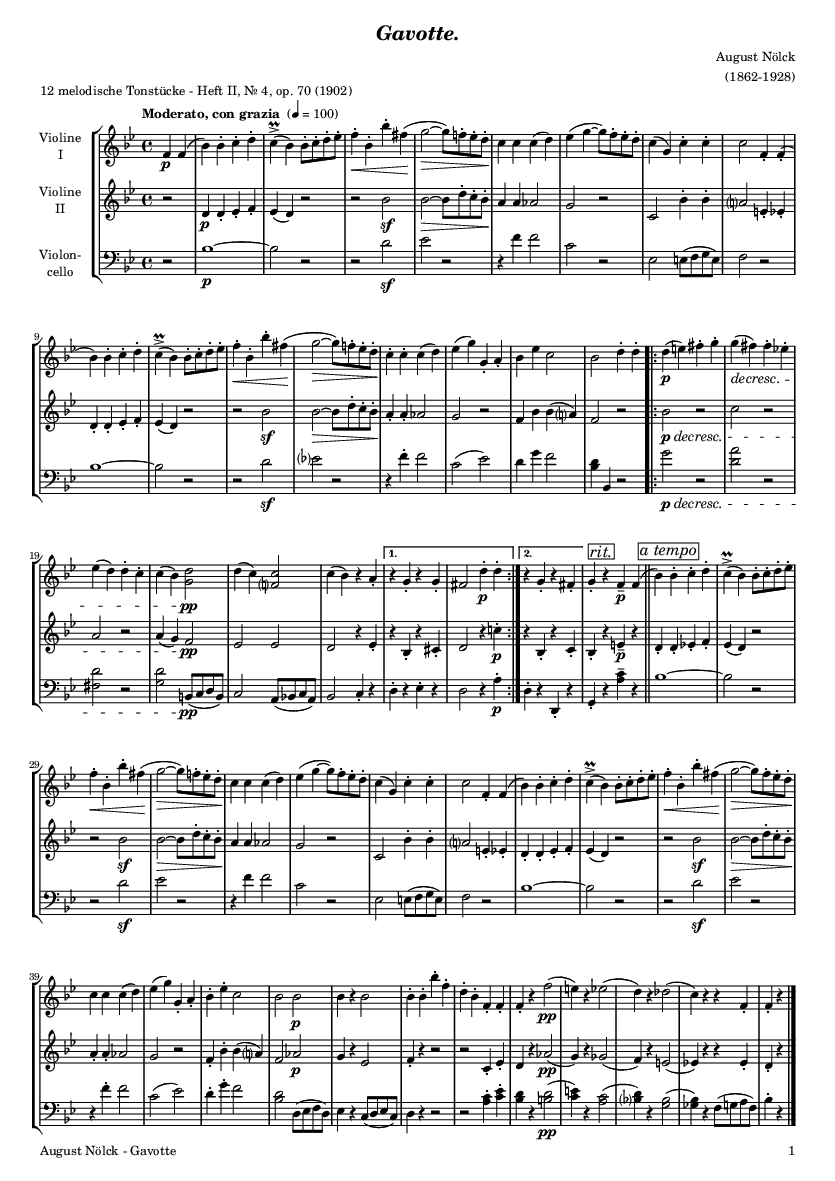 Gavotte.
August Nölck
(1862-1928)
12 melodische Tonstücke - Heft II, № 4, op. 70 (1902)
Moderato, con grazia (♩ = 100)
Violine
I
p
Violine
II
p
sf
Violon-
cello
p
sf
9
p
decresc.
sf
p decresc.
sf
p decresc.
19
1.
2.
rit.
a tempo
pp
p
p
pp
p
p
pp
p
29
sf
sf
sf
sf
39
p
pp
p
pp
pp
August Nölck - Gavotte
1